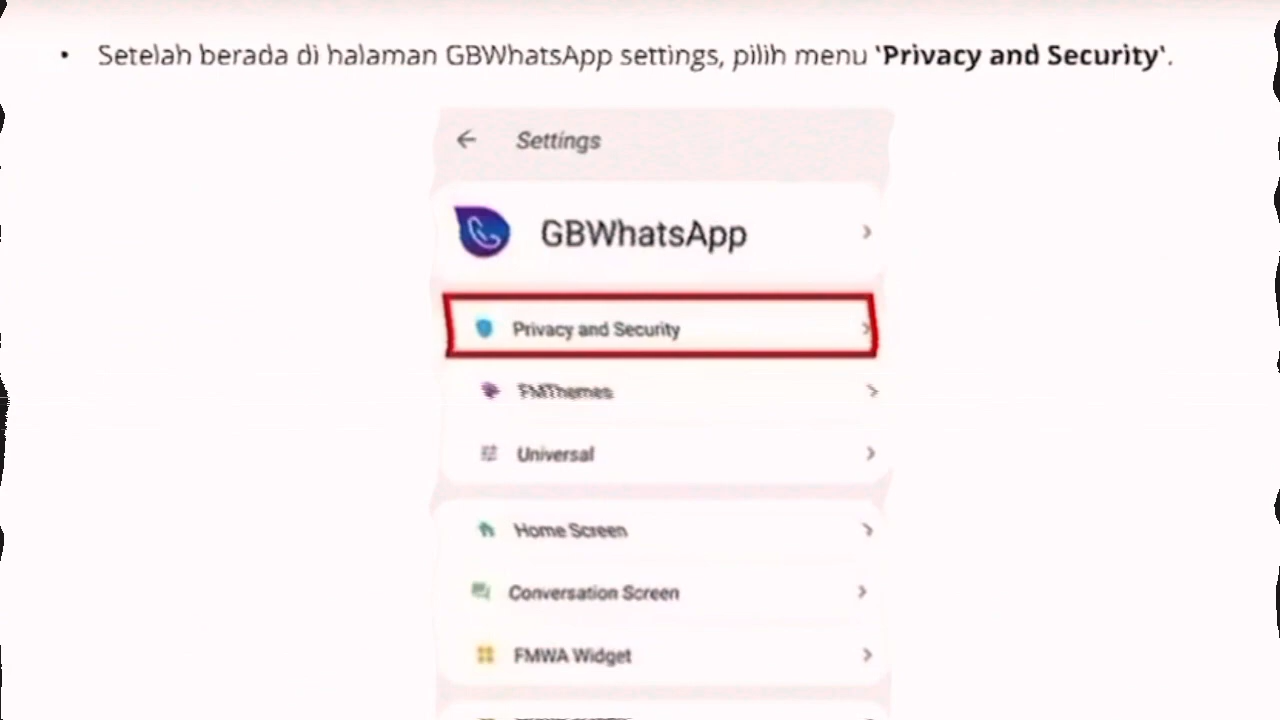 • Setelah berada di halaman GBWhatsApp settings, pilih menu 'Privacy and Security'.
Settings
GBWhatsApp
Privacy and Security
FMThemes
Universal
Home Screen
Conversation Screen
FMWA Widget